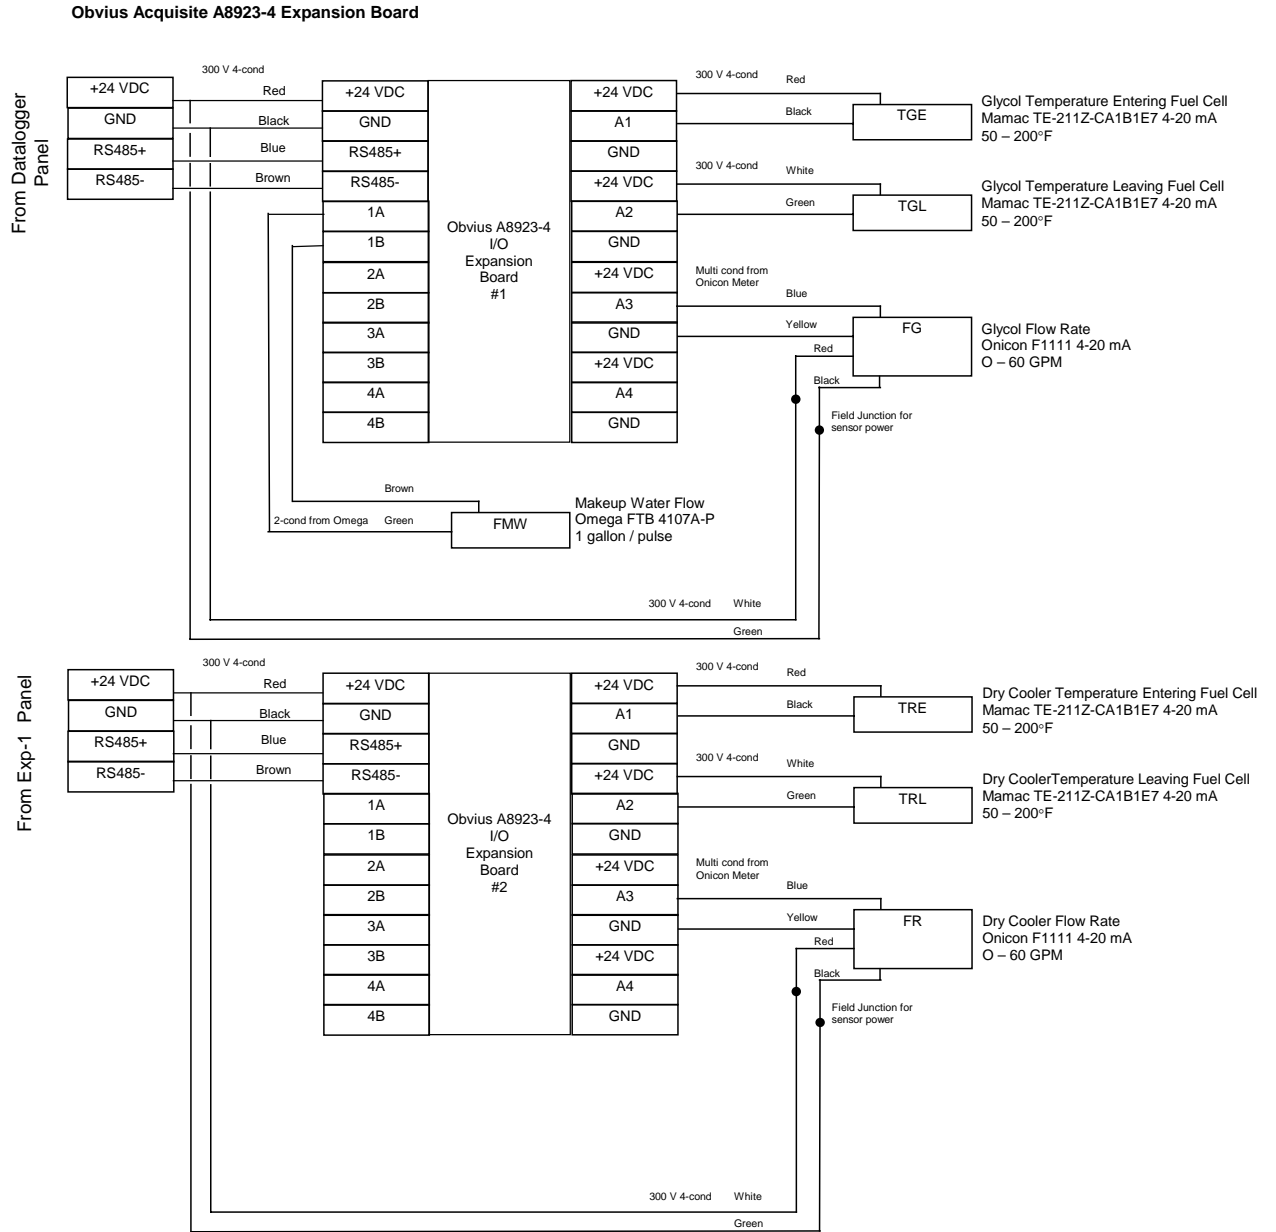 Obvius Acquisite A8923-4 Expansion Board
From Datalogger
Panel
+24 VDC
GND
RS485+
RS485-
300 V 4-cond
Red
Black
Blue
Brown
+24 VDC
GND
RS485+
RS485-
1A
1B
2A
2B
3A
3B
4A
4B
Obvius A8923-4
I/O
Expansion
Board
#1
+24 VDC
A1
GND
+24 VDC
A2
GND
+24 VDC
A3
GND
+24 VDC
A4
GND
300 V 4-cond
Red
Black
TGE
Glycol Temperature Entering Fuel Cell
Mamac TE-211Z-CA1B1E7 4-20 mA
50 – 200°F
300 V 4-cond
White
Green
TGL
Glycol Temperature Leaving Fuel Cell
Mamac TE-211Z-CA1B1E7 4-20 mA
50 – 200°F
Multi cond from
Onicon Meter
Blue
Yellow
Red
Black
FG
Glycol Flow Rate
Onicon F1111 4-20 mA
O – 60 GPM
Field Junction for
sensor power
Brown
2-cond from Omega
Green
FMW
Makeup Water Flow
Omega FTB 4107A-P
1 gallon / pulse
300 V 4-cond
White
Green
From Exp-1 Panel
+24 VDC
GND
RS485+
RS485-
300 V 4-cond
Red
Black
Blue
Brown
+24 VDC
GND
RS485+
RS485-
1A
1B
2A
2B
3A
3B
4A
4B
Obvius A8923-4
I/O
Expansion
Board
#2
+24 VDC
A1
GND
+24 VDC
A2
GND
+24 VDC
A3
GND
+24 VDC
A4
GND
300 V 4-cond
Red
Black
TRE
Dry Cooler Temperature Entering Fuel Cell
Mamac TE-211Z-CA1B1E7 4-20 mA
50 – 200°F
300 V 4-cond
White
Green
TRL
Dry CoolerTemperature Leaving Fuel Cell
Mamac TE-211Z-CA1B1E7 4-20 mA
50 – 200°F
Multi cond from
Onicon Meter
Blue
Yellow
Red
Black
FR
Dry Cooler Flow Rate
Onicon F1111 4-20 mA
O – 60 GPM
Field Junction for
sensor power
300 V 4-cond
White
Green